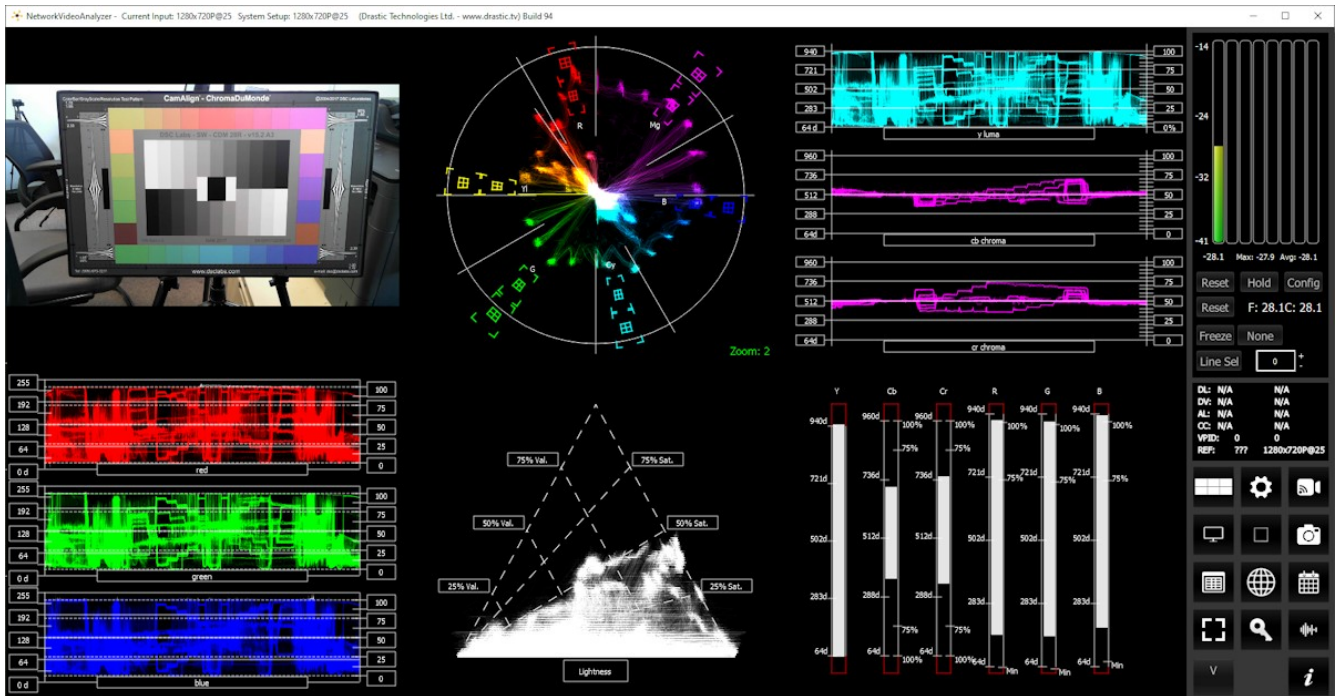 NetworkVideoAnalyzer - Current Input: 1280x720P@25 System Setup: 1280x720P@25 (Drastic Technologies Ltd. - www.drastic.tv) Build 94
CamAlign - ChromaDuMonde
DSC Labs - SW - CDM 28R - v15.2 A2
www.dsclabs.com
R
Mg
Yl
B
G
Cy
Zoom: 2
940
721
502
283
64 d
100
75
50
25
0%
y luma
960
736
512
288
64d
100
75
50
25
0
cb chroma
960
736
512
288
64d
100
75
50
25
0
cr chroma
-14
-24
-32
-41
-28.1 Max: -27.9 Avg: -28.1
Reset Hold Config
Reset F: 28.1C: 28.1
Freeze None
Line Sel 0 + -
DL: N/A N/A
DV: N/A N/A
AL: N/A N/A
CC: N/A N/A
VPID: 0 0
REF: ??? 1280x720P@25
V
i
255
192
128
64
0 d
100
75
50
25
0
red
255
192
128
64
0 d
100
75
50
25
0
green
255
192
128
64
0 d
100
75
50
25
0
blue
75% Val. 75% Sat.
50% Val. 50% Sat.
25% Val. 25% Sat.
Lightness
Y Cb Cr R G B
940d 960d 100% 960d 100% 940d 100% 940d 100% 940d 100%
75% 75%
721d 736d 736d 721d 75% 721d 75% 721d 75%
502d 512d 512d 502d 502d 502d
283d 288d 288d 283d 283d 283d
75% 75%
64d 64d 100% 64d 100% 64d Min 64d Min 64d Min